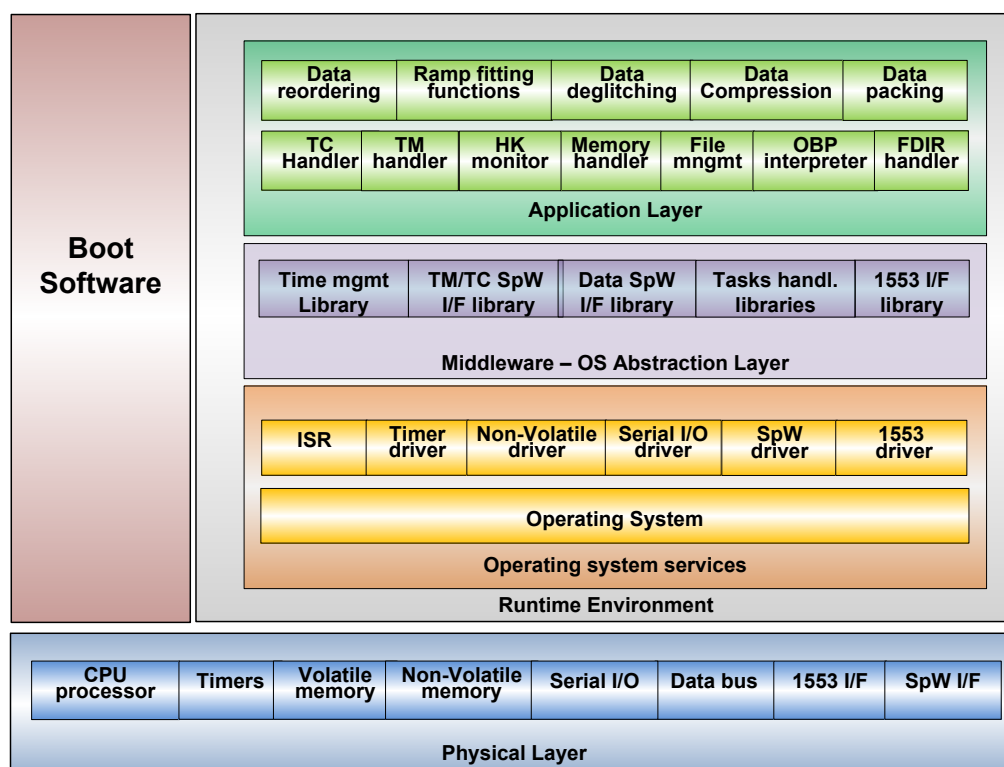 Boot
Software
Data
reordering
Ramp fitting
functions
Data
deglitching
Data
Compression
Data
packing
TC
Handler
TM
handler
HK
monitor
Memory
handler
File
mngmt
OBP
interpreter
FDIR
handler
Application Layer
Time mgmt
Library
TM/TC SpW
I/F library
Data SpW
I/F library
Tasks handl.
libraries
1553 I/F
library
Middleware – OS Abstraction Layer
ISR
Timer
driver
Non-Volatile
driver
Serial I/O
driver
SpW
driver
1553
driver
Operating System
Operating system services
Runtime Environment
CPU
processor
Timers
Volatile
memory
Non-Volatile
memory
Serial I/O
Data bus
1553 I/F
SpW I/F
Physical Layer